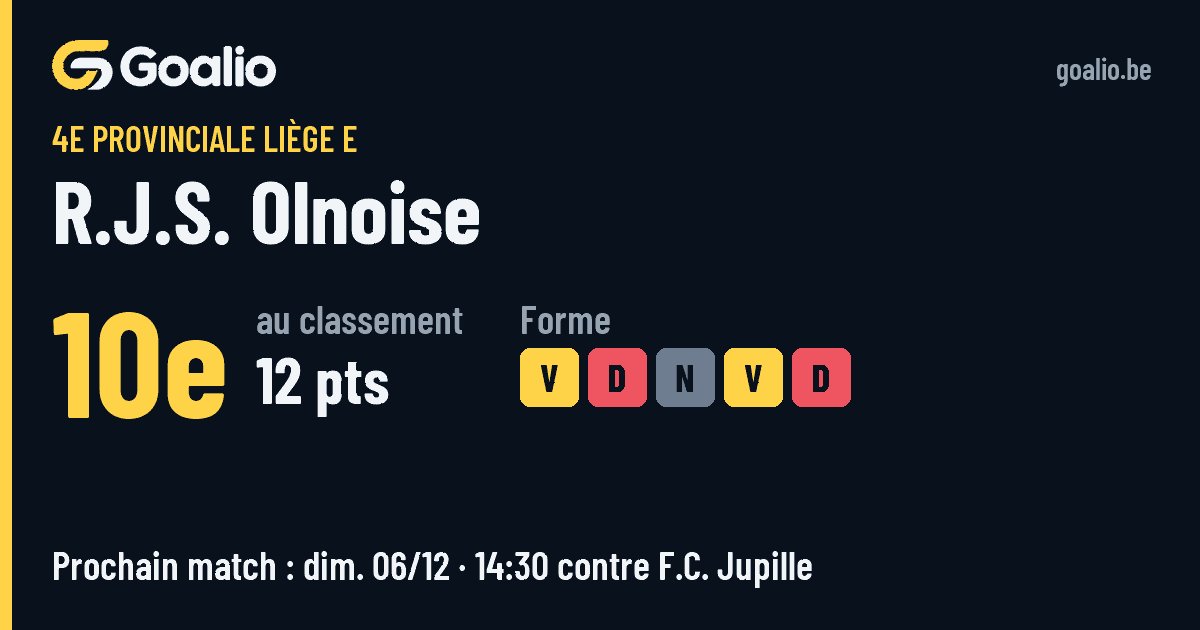 Goalio
goalio.be
4E PROVINCIALE LIÈGE E
R.J.S. Olnoise
10e
au classement
12 pts
Forme
V D N V D
Prochain match : dim. 06/12 · 14:30 contre F.C. Jupille